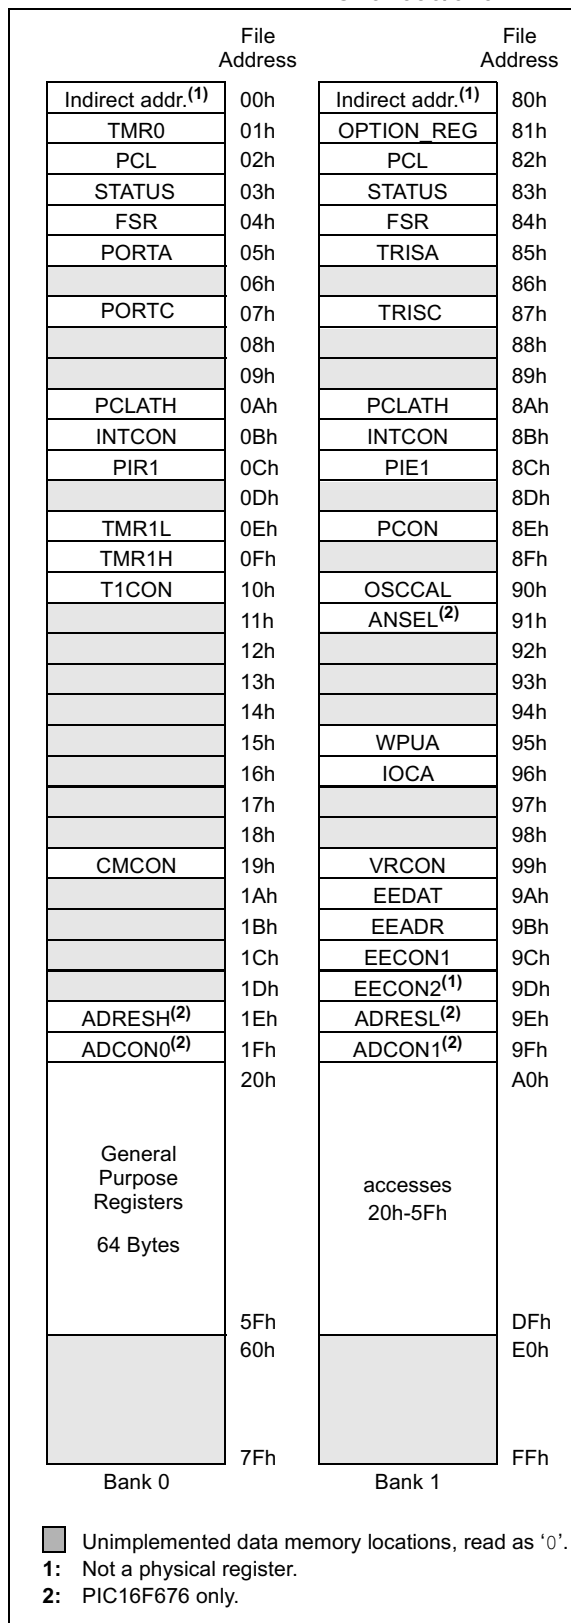 File Address File Address
Indirect addr.(1) 00h Indirect addr.(1) 80h
TMR0 01h OPTION_REG 81h
PCL 02h PCL 82h
STATUS 03h STATUS 83h
FSR 04h FSR 84h
PORTA 05h TRISA 85h
06h 86h
PORTC 07h TRISC 87h
08h 88h
09h 89h
PCLATH 0Ah PCLATH 8Ah
INTCON 0Bh INTCON 8Bh
PIR1 0Ch PIE1 8Ch
0Dh 8Dh
TMR1L 0Eh PCON 8Eh
TMR1H 0Fh 8Fh
T1CON 10h OSCCAL 90h
11h ANSEL(2) 91h
12h 92h
13h 93h
14h 94h
15h WPUA 95h
16h IOCA 96h
17h 97h
18h 98h
CMCON 19h VRCON 99h
1Ah EEDAT 9Ah
1Bh EEADR 9Bh
1Ch EECON1 9Ch
1Dh EECON2(1) 9Dh
ADRESH(2) 1Eh ADRESL(2) 9Eh
ADCON0(2) 1Fh ADCON1(2) 9Fh
20h A0h
General
Purpose
Registers
64 Bytes
accesses
20h-5Fh
5Fh DFh
60h E0h
7Fh FFh
Bank 0 Bank 1
Unimplemented data memory locations, read as ‘0’.
1: Not a physical register.
2: PIC16F676 only.